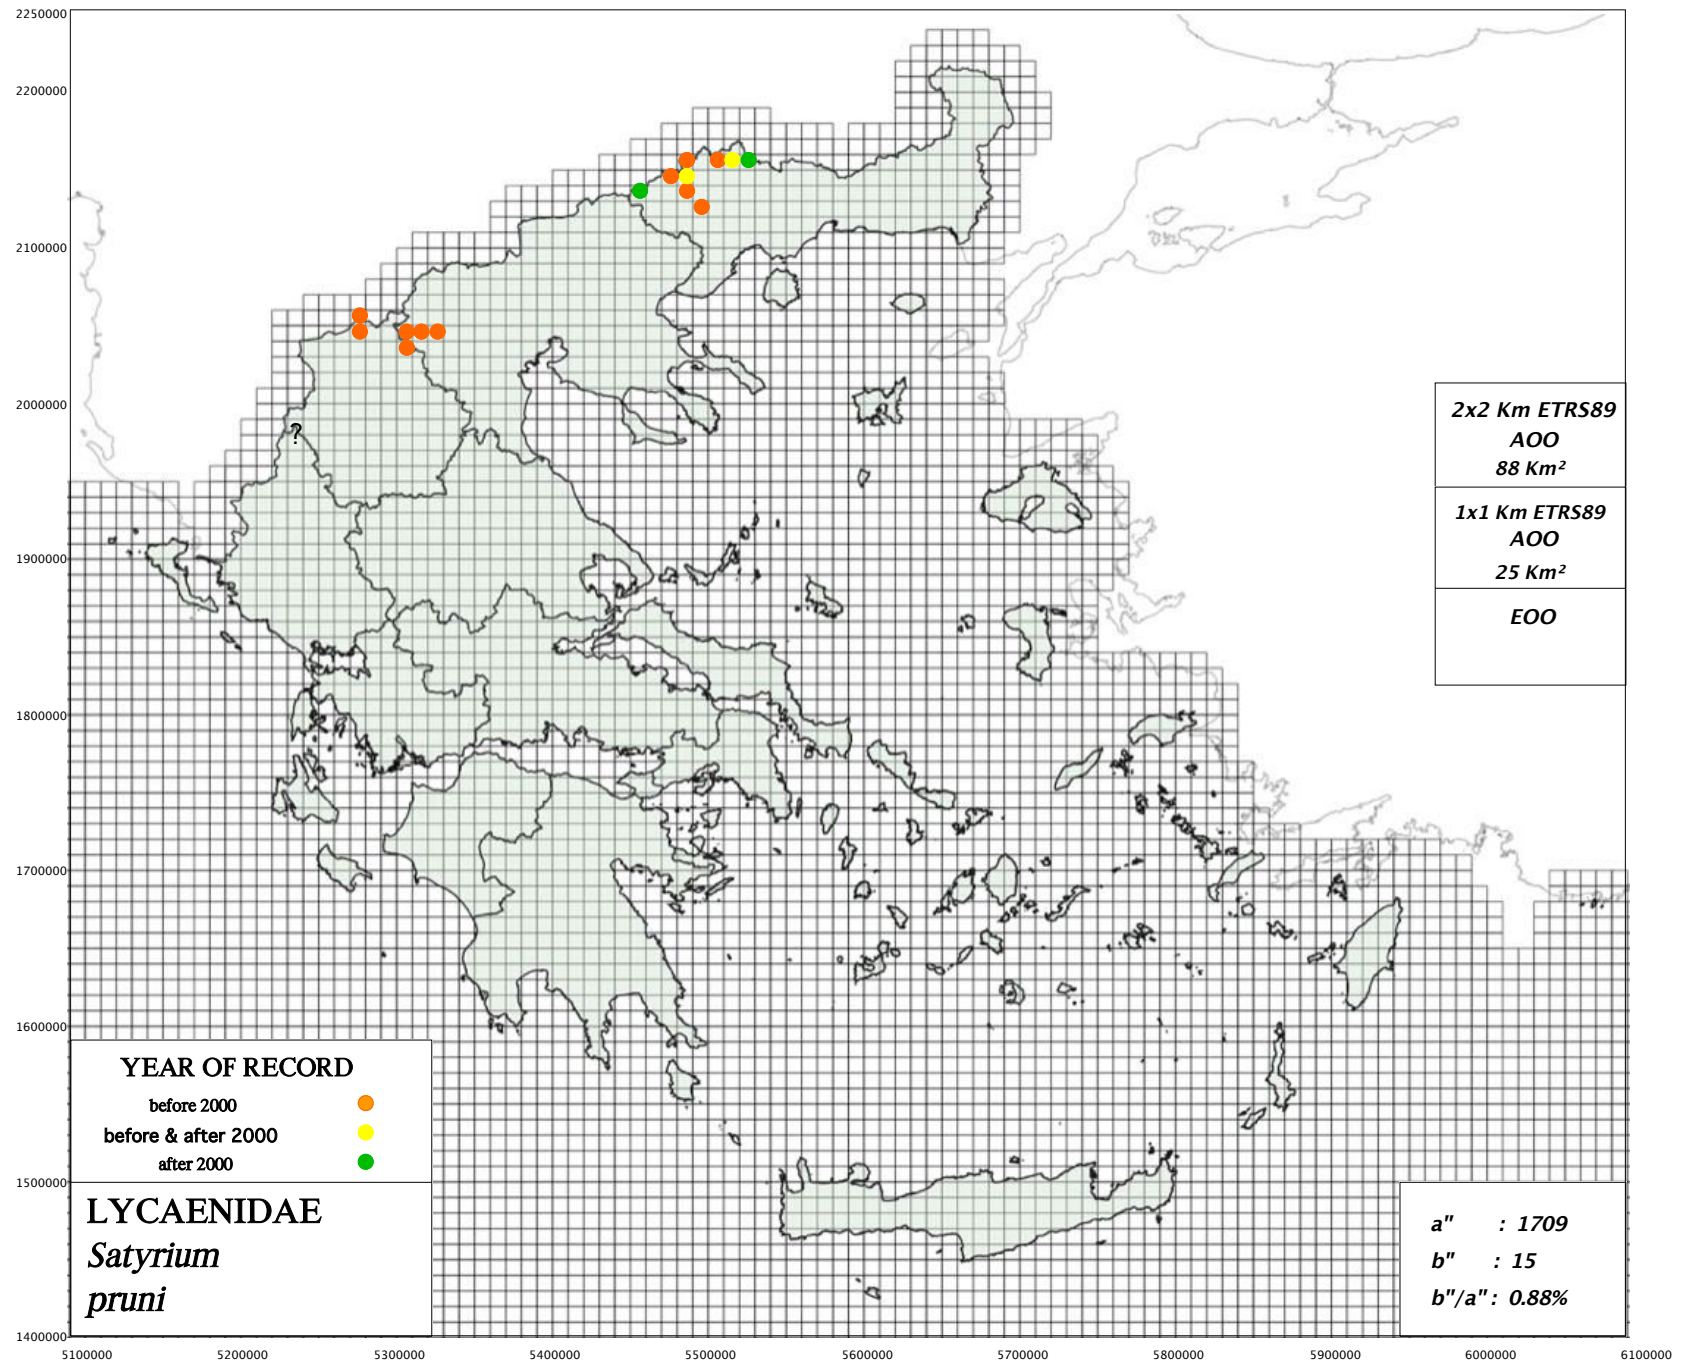 2250000
2200000
2100000
2000000
1900000
1800000
1700000
1600000
1500000
1400000
?
2x2 Km ETRS89
AOO
88 Km²
1x1 Km ETRS89
AOO
25 Km²
EOO
YEAR OF RECORD
before 2000
before & after 2000
after 2000
LYCAENIDAE
Satyrium
pruni
a" : 1709
b" : 15
b"/a" : 0.88%
5100000 5200000 5300000 5400000 5500000 5600000 5700000 5800000 5900000 6000000 6100000